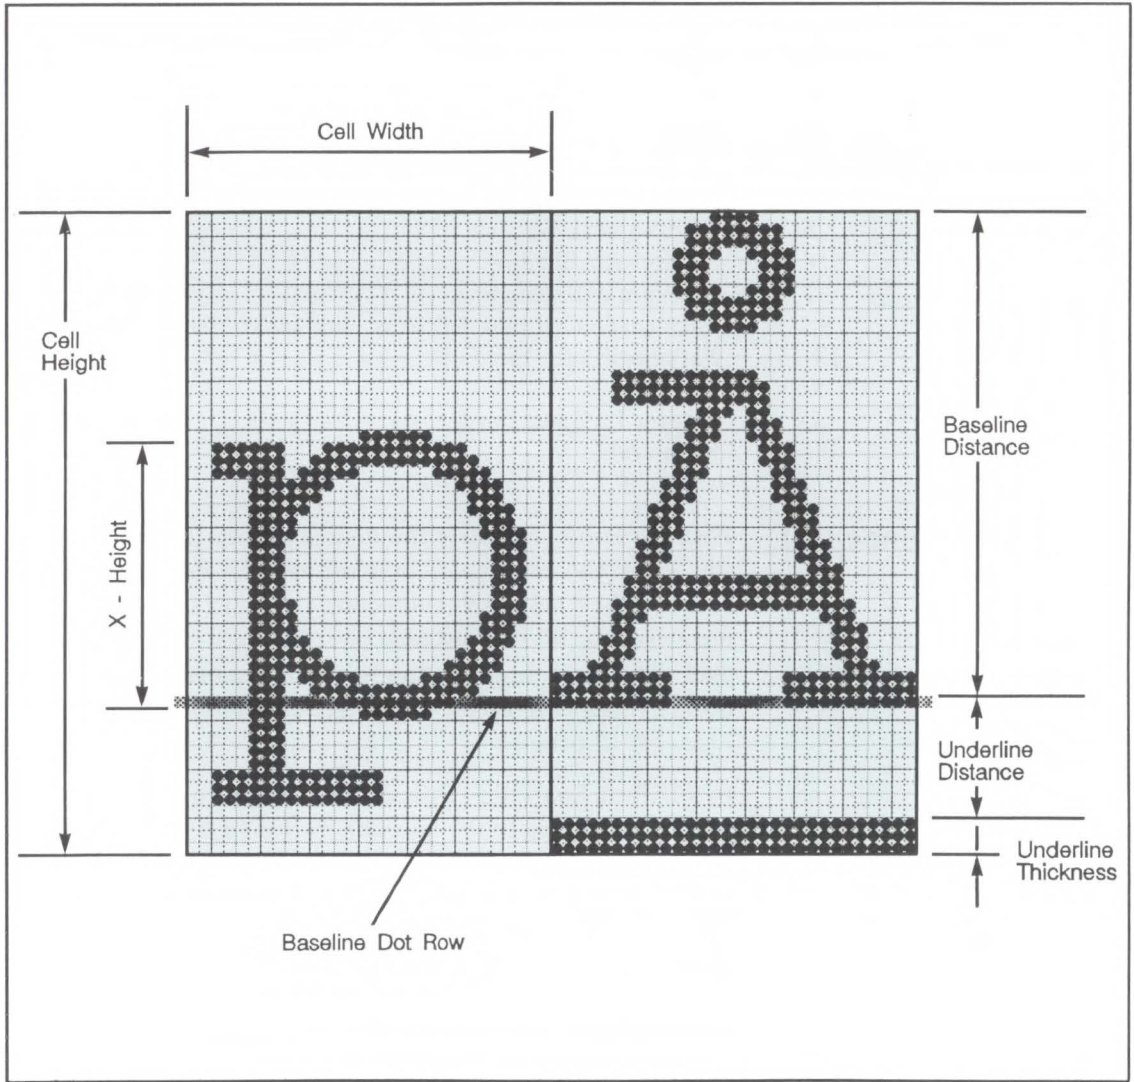 Cell Width
Cell
Height
X - Height
p
Å
Baseline
Distance
Underline
Distance
Underline
Thickness
Baseline Dot Row